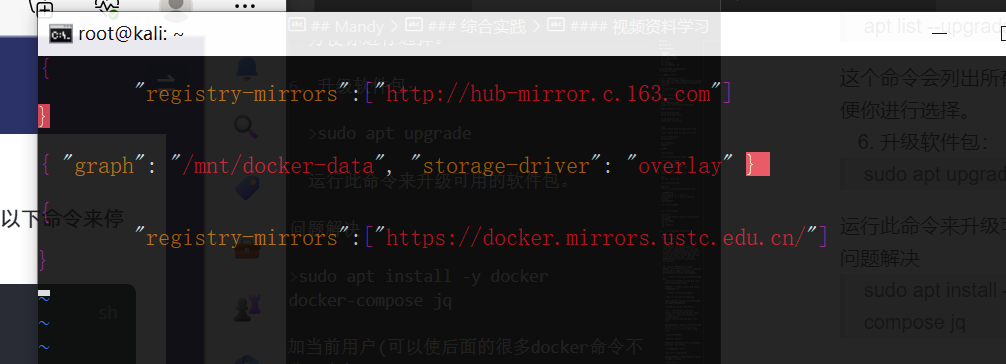 ## Mandy > ### 综合实践 > #### 视频资料学习
root@kali: ~
apt list --upgrada
{
"registry-mirrors":["http://hub-mirror.c.163.com"]
}
>sudo apt upgrade
{ "graph": "/mnt/docker-data", "storage-driver": "overlay" }
运行此命令来升级可用的软件包。
{
问题解决
"registry-mirrors":["https://docker.mirrors.ustc.edu.cn/"]
}
>sudo apt install -y docker
docker-compose jq
~
~
~
加当前用户(可以使后面的很多docker命令不
以下命令来停
sh
这个命令会列出所有
便你进行选择。
6. 升级软件包：
sudo apt upgrad
运行此命令来升级可
问题解决
sudo apt install -
compose jq